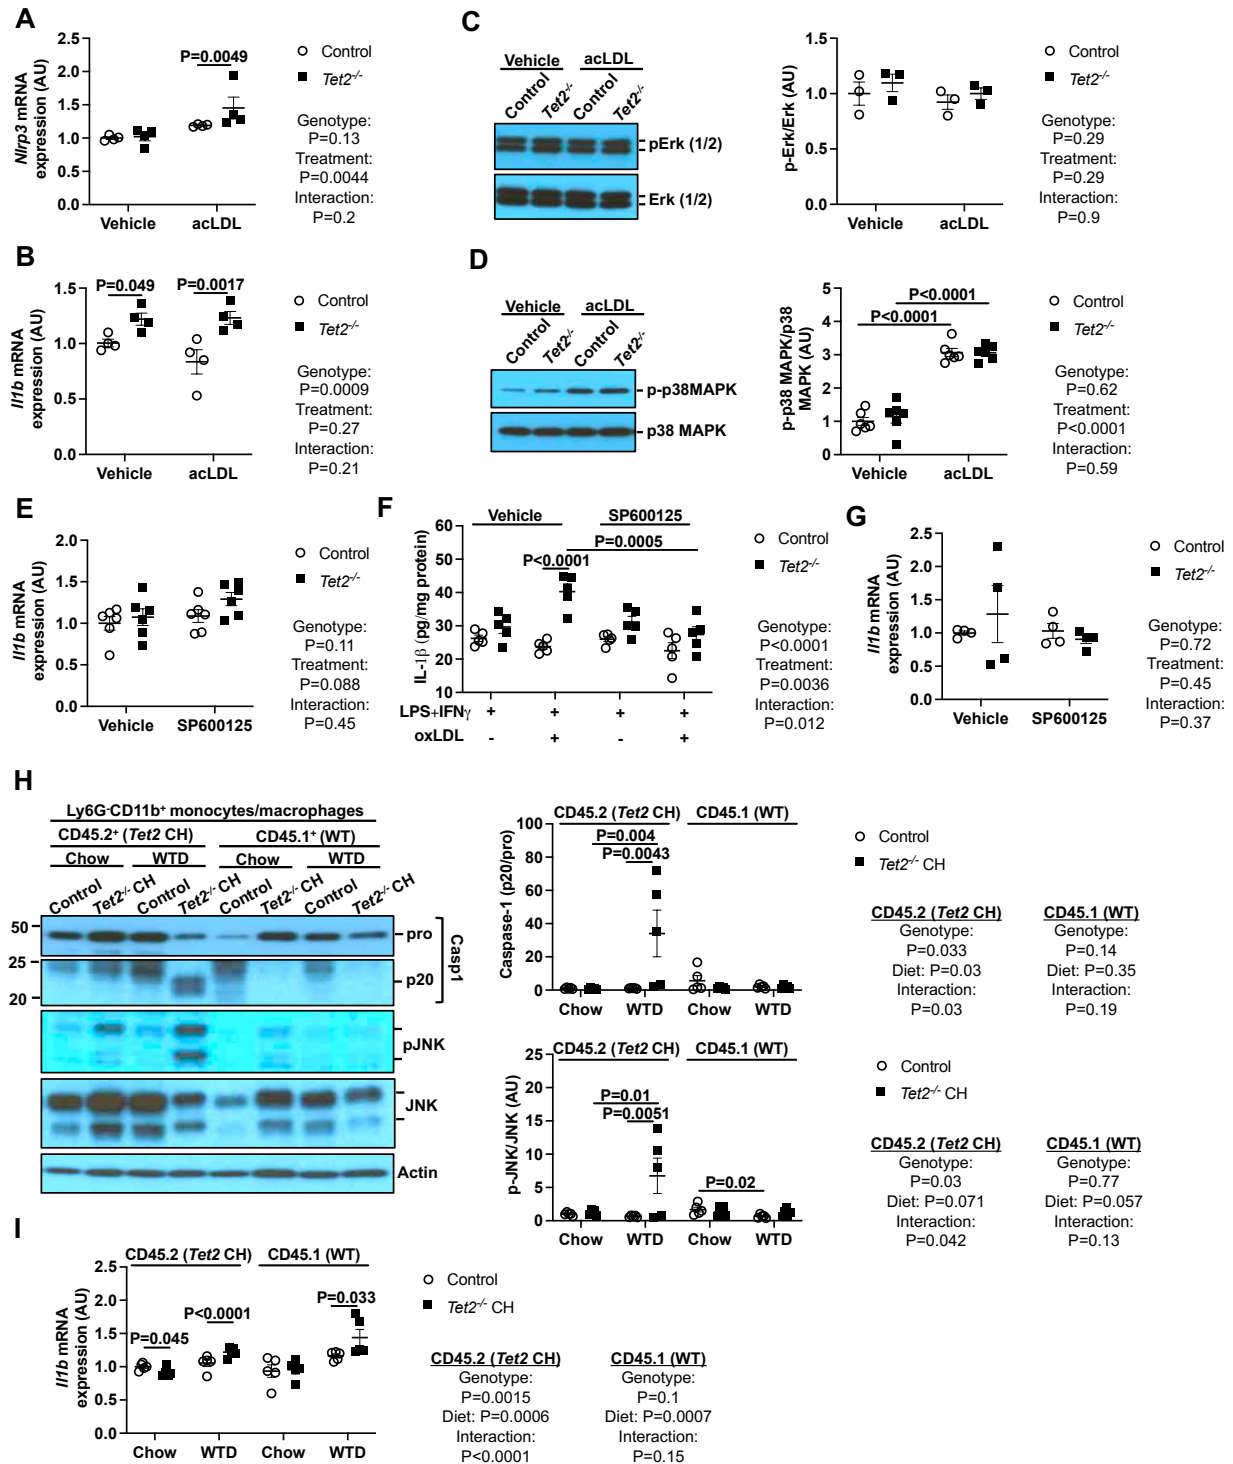 A
Nlrp3 mRNA
expression (AU)
2.5
2.0
1.5
1.0
0.5
0.0
P=0.0049
Vehicle
acLDL
Control
Tet2-/-
Genotype:
P=0.13
Treatment:
P=0.0044
Interaction:
P=0.2
C
Vehicle
acLDL
Control
Tet2-/-
Control
Tet2-/-
pErk (1/2)
Erk (1/2)
p-Erk/Erk (AU)
1.5
1.0
0.5
0.0
Vehicle
acLDL
Control
Tet2-/-
Genotype:
P=0.29
Treatment:
P=0.29
Interaction:
P=0.9
B
Il1b mRNA
expression (AU)
1.5
1.0
0.5
0.0
P=0.049
P=0.0017
Vehicle
acLDL
Control
Tet2-/-
Genotype:
P=0.0009
Treatment:
P=0.27
Interaction:
P=0.21
D
Vehicle
acLDL
Control
Tet2-/-
Control
Tet2-/-
p-p38MAPK
p38 MAPK
p-p38 MAPK/p38
MAPK (AU)
5
4
3
2
1
0
P<0.0001
P<0.0001
Vehicle
acLDL
Control
Tet2-/-
Genotype:
P=0.62
Treatment:
P<0.0001
Interaction:
P=0.59
E
Il1b mRNA
expression (AU)
2.0
1.5
1.0
0.5
0.0
Vehicle
SP600125
Control
Tet2-/-
Genotype:
P=0.11
Treatment:
P=0.088
Interaction:
P=0.45
F
IL-1β (pg/mg protein)
60
50
40
30
20
10
Vehicle
SP600125
P=0.0005
P<0.0001
LPS+IFNγ + + + +
oxLDL - + - +
Control
Tet2-/-
Genotype:
P<0.0001
Treatment:
P=0.0036
Interaction:
P=0.012
G
Il1b mRNA
expression (AU)
2.5
2.0
1.5
1.0
0.5
0.0
Vehicle
SP600125
Control
Tet2-/-
Genotype:
P=0.72
Treatment:
P=0.45
Interaction:
P=0.37
H
Ly6G-CD11b+ monocytes/macrophages
CD45.2+ (Tet2 CH)
CD45.1+ (WT)
Chow
WTD
Chow
WTD
Control
Tet2-/- CH
Control
Tet2-/- CH
Control
Tet2-/- CH
Control
Tet2-/- CH
50
25
20
pro
p20
Casp1
pJNK
JNK
Actin
CD45.2 (Tet2 CH)
CD45.1 (WT)
Caspase-1 (p20/pro)
100
80
60
40
20
0
P=0.004
P=0.0043
Chow
WTD
Chow
WTD
Control
Tet2-/- CH
CD45.2 (Tet2 CH)
Genotype:
P=0.033
Diet: P=0.03
Interaction:
P=0.03
CD45.1 (WT)
Genotype:
P=0.14
Diet: P=0.35
Interaction:
P=0.19
CD45.2 (Tet2 CH)
CD45.1 (WT)
p-JNK/JNK (AU)
25
20
15
10
5
0
P=0.01
P=0.0051
P=0.02
Chow
WTD
Chow
WTD
Control
Tet2-/- CH
CD45.2 (Tet2 CH)
Genotype:
P=0.03
Diet: P=0.071
Interaction:
P=0.042
CD45.1 (WT)
Genotype:
P=0.77
Diet: P=0.057
Interaction:
P=0.13
I
CD45.2 (Tet2 CH)
CD45.1 (WT)
Il1b mRNA
expression (AU)
2.5
2.0
1.5
1.0
0.5
0.0
P=0.045
P<0.0001
P=0.033
Chow
WTD
Chow
WTD
Control
Tet2-/- CH
CD45.2 (Tet2 CH)
Genotype:
P=0.0015
Diet: P=0.0006
Interaction:
P<0.0001
CD45.1 (WT)
Genotype:
P=0.1
Diet: P=0.0007
Interaction:
P=0.15